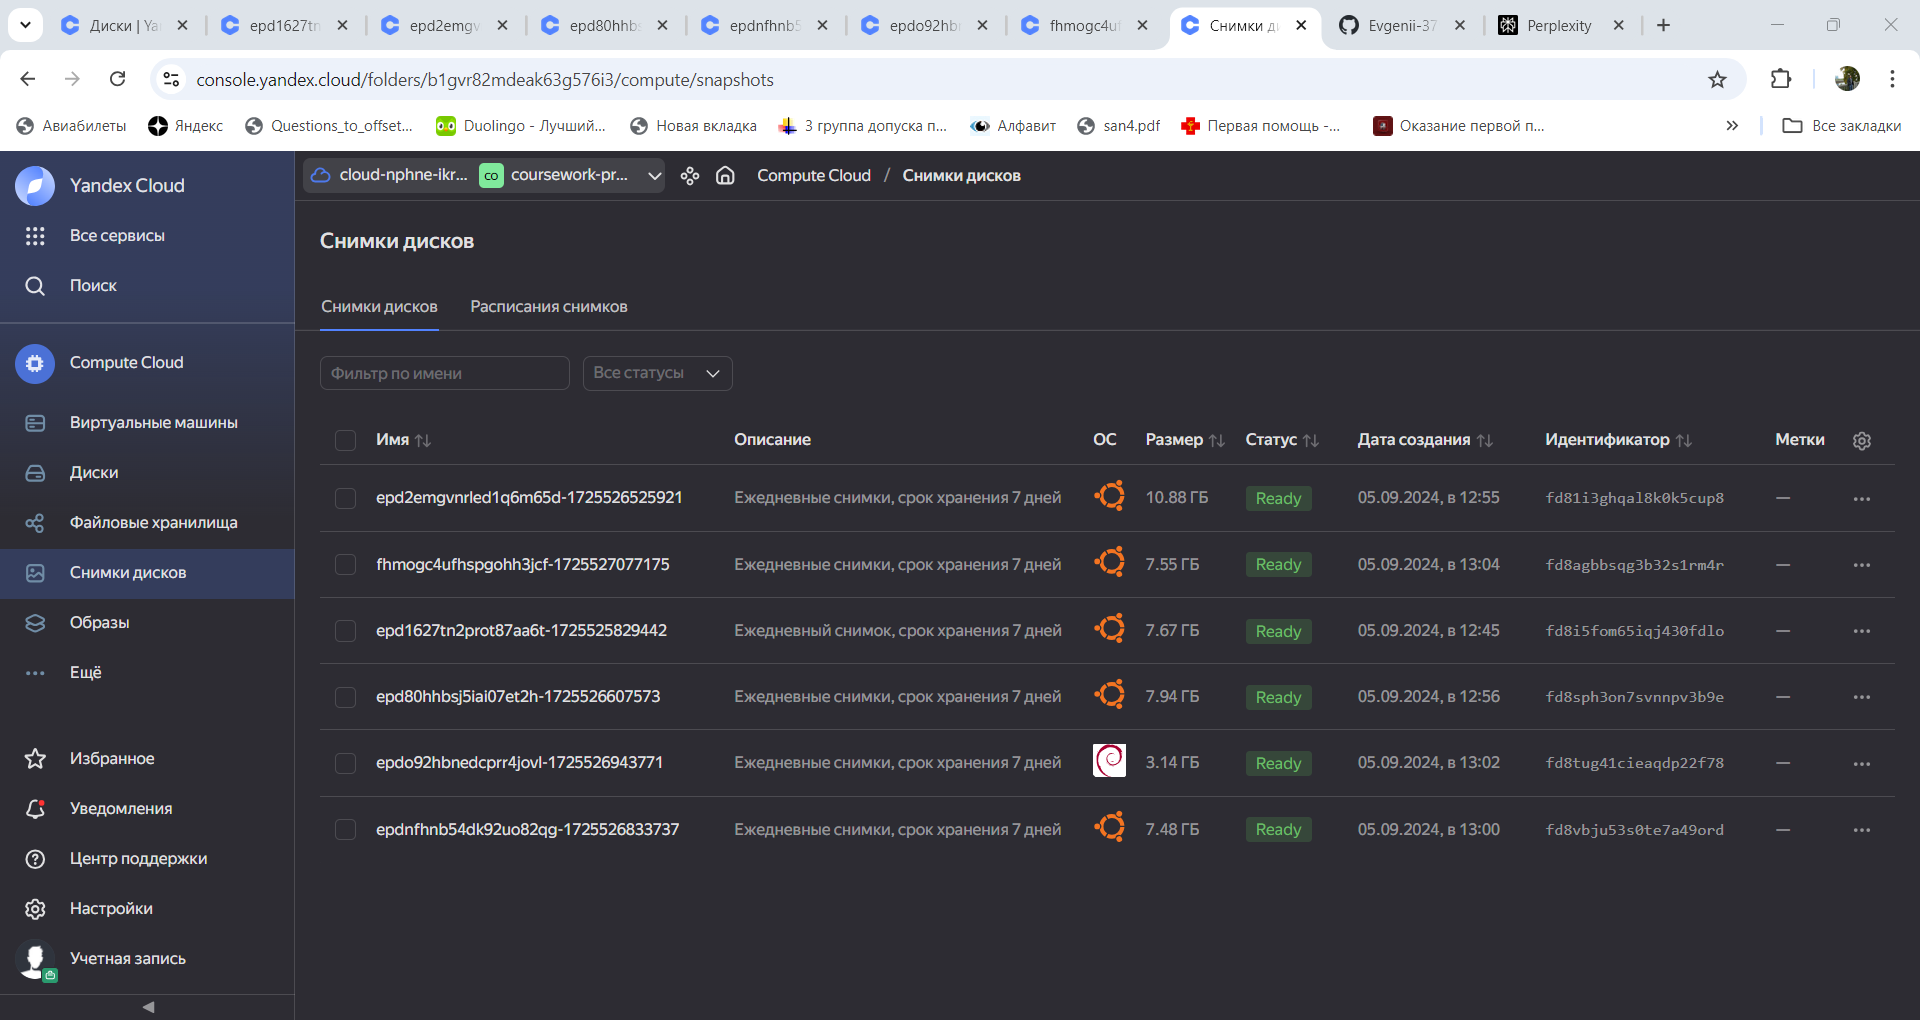 Диски | Ya
epd1627tn
epd2emgv
epd80hhbs
epdnfhnb5
epdo92hb
fhmogc4uf
Снимки д
Evgenii-37
Perplexity
console.yandex.cloud/folders/b1gvr82mdeak63g576i3/compute/snapshots
Авиабилеты
Яндекс
Questions_to_offset...
Duolingo - Лучший...
Новая вкладка
3 группа допуска п...
Алфавит
san4.pdf
Первая помощь -...
Оказание первой п...
Все закладки
Yandex Cloud
Все сервисы
Поиск
Compute Cloud
Виртуальные машины
Диски
Файловые хранилища
Снимки дисков
Образы
Ещё
Избранное
Уведомления
Центр поддержки
Настройки
Учетная запись
cloud-nphne-ikr... co coursework-pr... Compute Cloud / Снимки дисков
Снимки дисков
Снимки дисков Расписания снимков
Фильтр по имени Все статусы
Имя Описание ОС Размер Статус Дата создания Идентификатор Метки
epd2emgvnrled1q6m65d-1725526525921 Ежедневные снимки, срок хранения 7 дней 10.88 ГБ Ready 05.09.2024, в 12:55 fd81i3ghqal8k0k5cup8 —
fhmogc4ufhspgohh3jcf-1725527077175 Ежедневные снимки, срок хранения 7 дней 7.55 ГБ Ready 05.09.2024, в 13:04 fd8agbbsqg3b32s1rm4r —
epd1627tn2prot87aa6t-1725525829442 Ежедневный снимок, срок хранения 7 дней 7.67 ГБ Ready 05.09.2024, в 12:45 fd8i5fom65iqj430fdlo —
epd80hhbsj5iai07et2h-1725526607573 Ежедневные снимки, срок хранения 7 дней 7.94 ГБ Ready 05.09.2024, в 12:56 fd8sph3on7svnnpv3b9e —
epdo92hbnedcprr4jovl-1725526943771 Ежедневные снимки, срок хранения 7 дней 3.14 ГБ Ready 05.09.2024, в 13:02 fd8tug41cieaqdp22f78 —
epdnfhnb54dk92uo82qg-1725526833737 Ежедневные снимки, срок хранения 7 дней 7.48 ГБ Ready 05.09.2024, в 13:00 fd8vbju53s0te7a49ord —